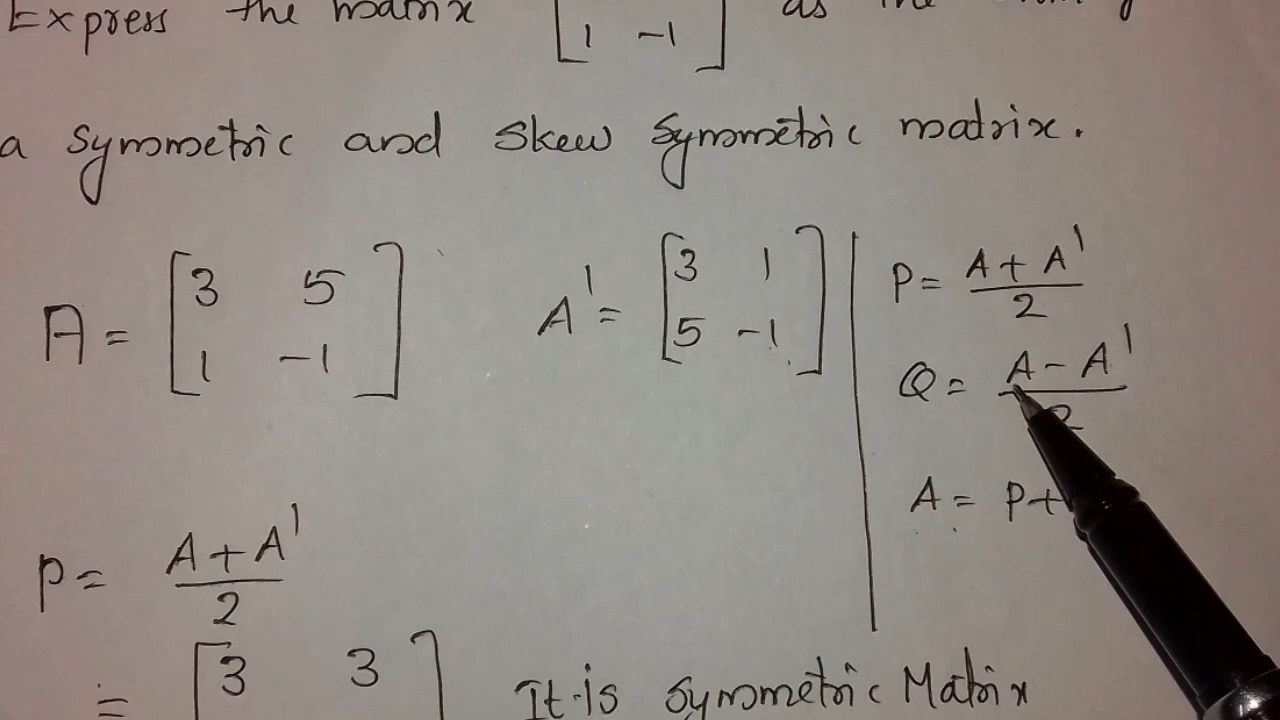 Express the matrix [ as the
1 -1 ]
a symmetric and skew symmetric matrix.
A = [ 3 5
1 -1 ]
A' = [ 3 1
5 -1 ]
P = A + A'
2
Q = A - A'
2
A = P+
P = A + A'
2
= [ 3 3 ] It is symmetric Matrix